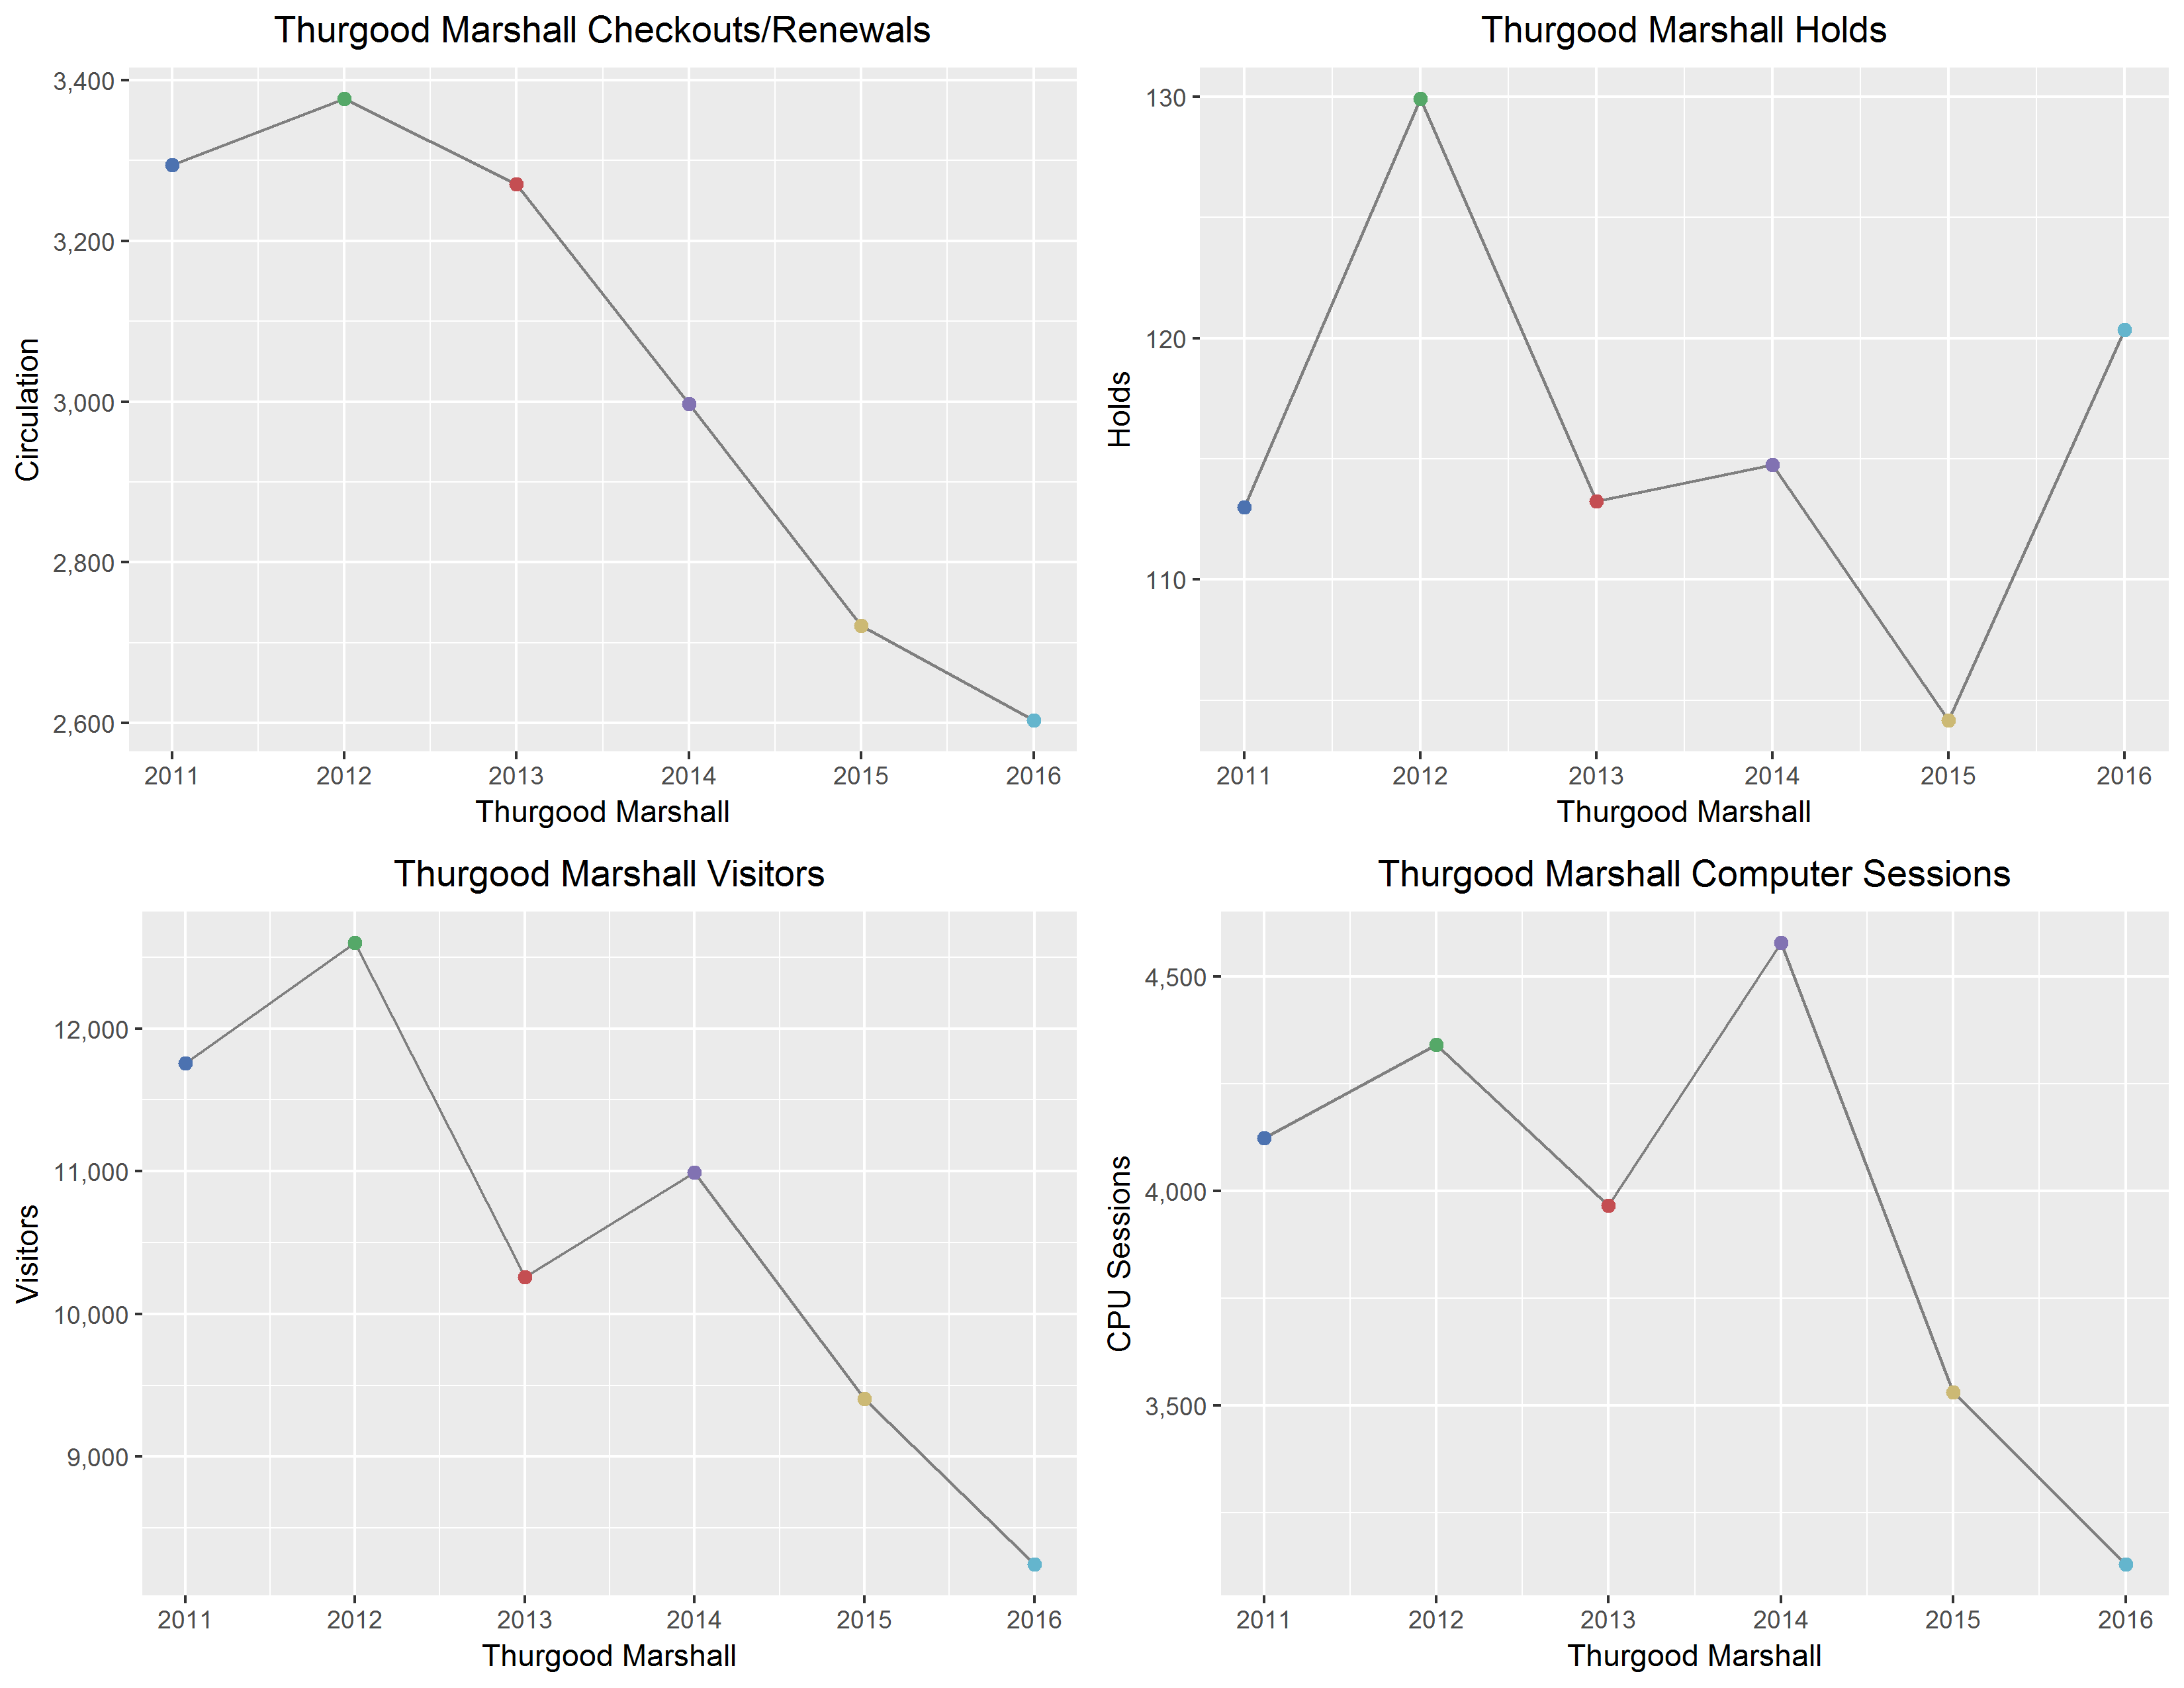 Thurgood Marshall Checkouts/Renewals
3,400
3,200
3,000
2,800
2,600
Circulation
2011 2012 2013 2014 2015 2016
Thurgood Marshall
Thurgood Marshall Holds
130
120
110
Holds
2011 2012 2013 2014 2015 2016
Thurgood Marshall
Thurgood Marshall Visitors
12,000
11,000
10,000
9,000
Visitors
2011 2012 2013 2014 2015 2016
Thurgood Marshall
Thurgood Marshall Computer Sessions
4,500
4,000
3,500
CPU Sessions
2011 2012 2013 2014 2015 2016
Thurgood Marshall